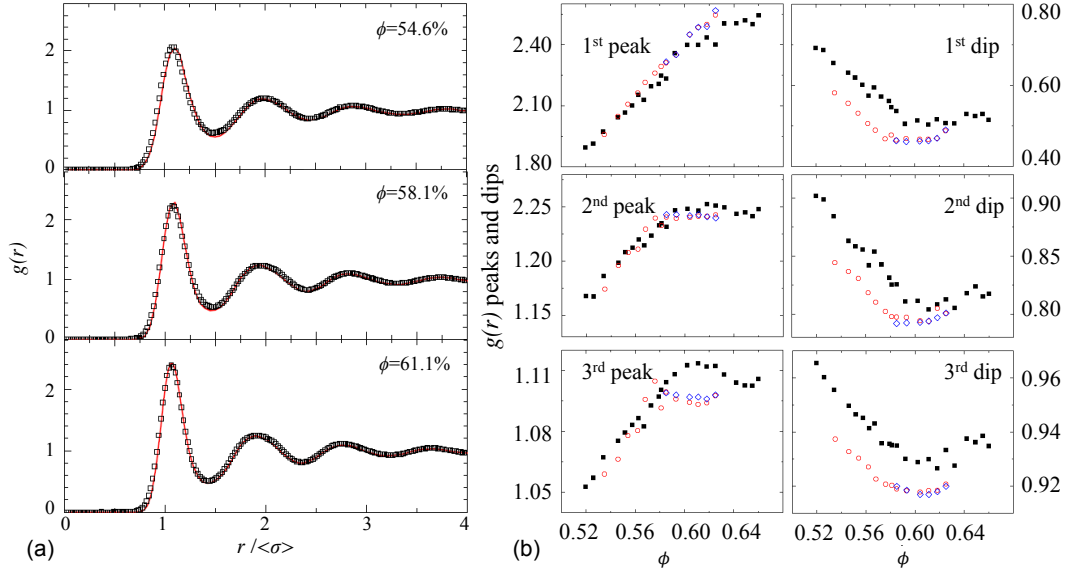 ϕ=54.6%
2
1
0
ϕ=58.1%
2
1
0
ϕ=61.1%
2
1
0
g(r)
0 1 2 3 4
r /<σ>
(a)
g(r) peaks and dips
1st peak
2.40
2.10
1.80
1st dip
0.80
0.60
0.40
2nd peak
2.25
1.20
1.15
2nd dip
0.90
0.85
0.80
3rd peak
1.11
1.08
1.05
3rd dip
0.96
0.94
0.92
0.52 0.56 0.60 0.64
ϕ
0.52 0.56 0.60 0.64
ϕ
(b)